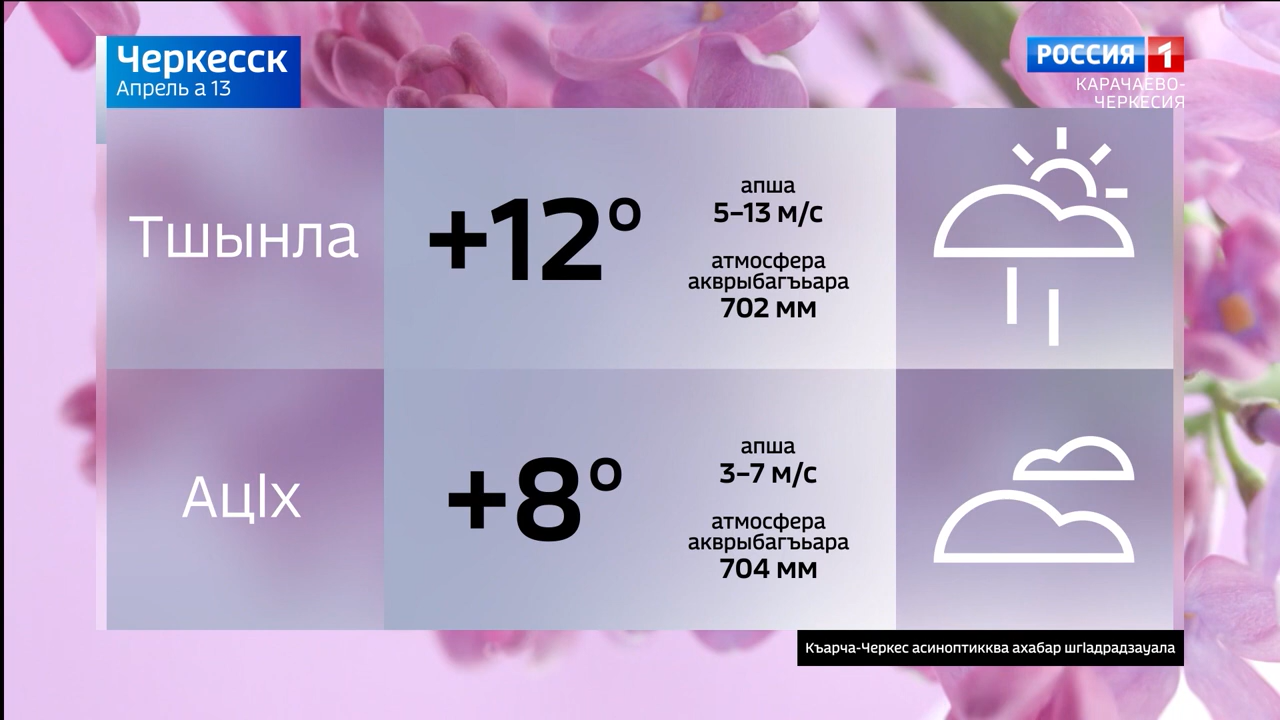 Черкесск
Апрель а 13
РОССИЯ 1
КАРАЧАЕВО-
ЧЕРКЕСИЯ
Тшынла
+12°
апша
5–13 м/с
атмосфера
акврыбагъьара
702 мм
АцӀх
+8°
апша
3–7 м/с
атмосфера
акврыбагъьара
704 мм
Къарча-Черкес асиноптикква ахабар шгӀадрадзауала